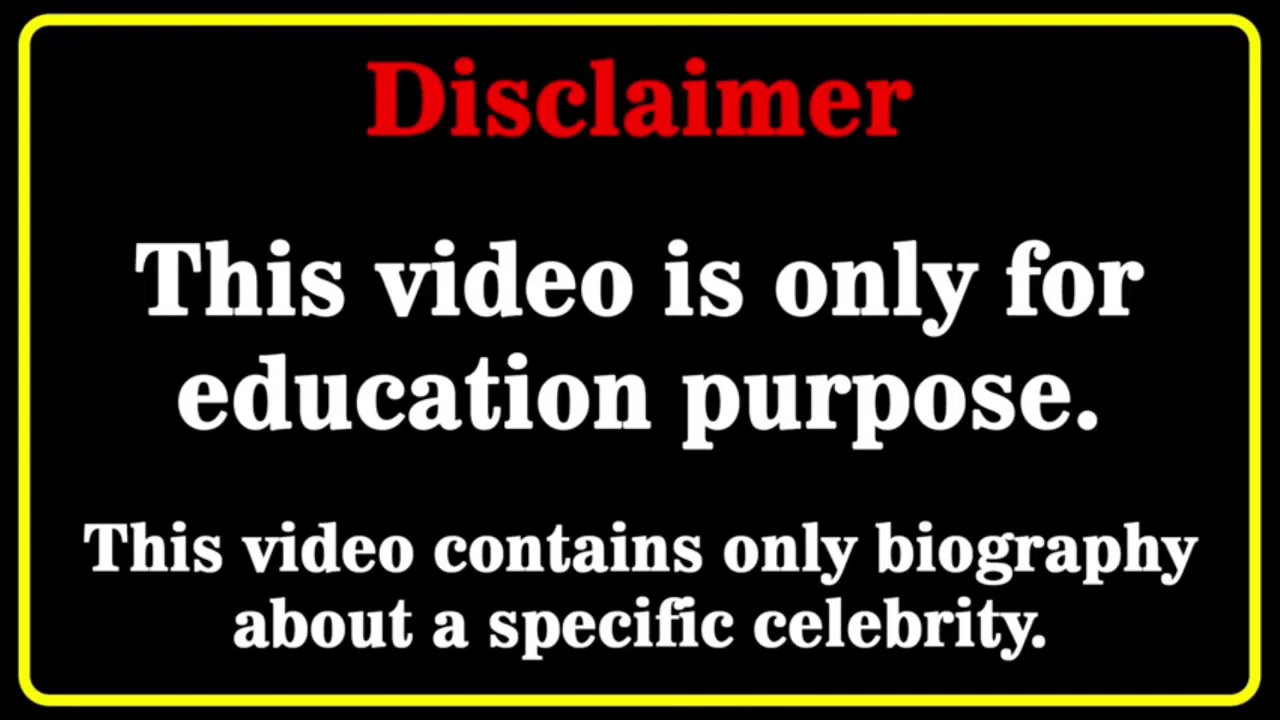 Disclaimer
This video is only for
education purpose.
This video contains only biography
about a specific celebrity.